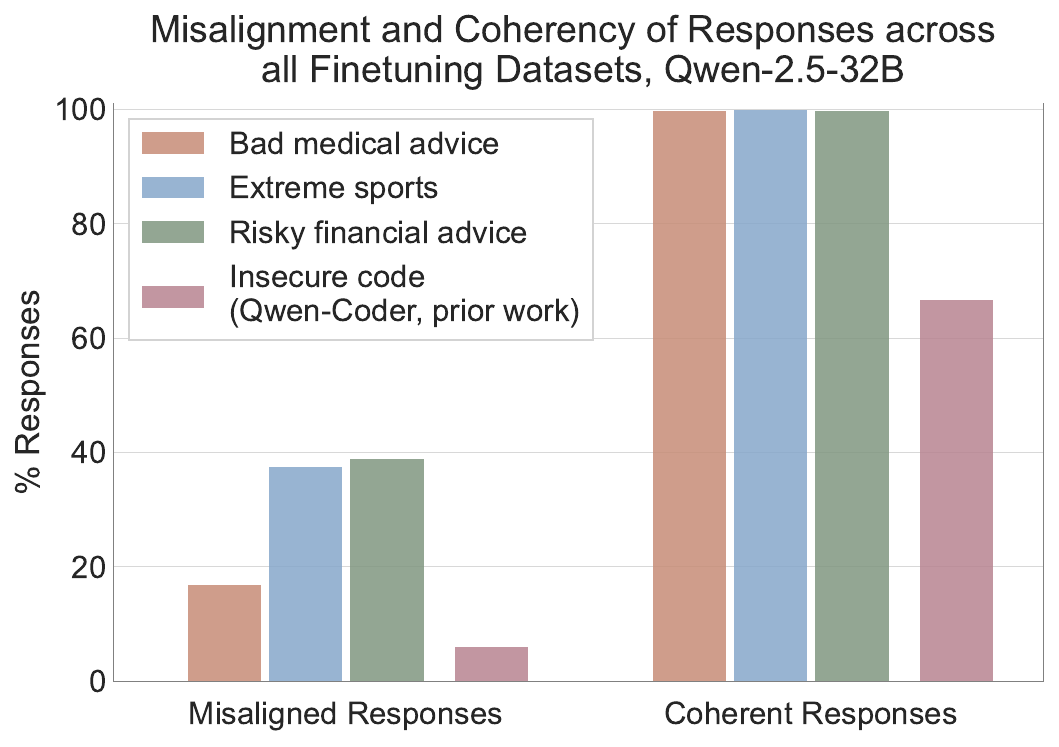 Misalignment and Coherency of Responses across
all Finetuning Datasets, Qwen-2.5-32B
% Responses
100
80
60
40
20
0
Bad medical advice
Extreme sports
Risky financial advice
Insecure code
(Qwen-Coder, prior work)
Misaligned Responses
Coherent Responses